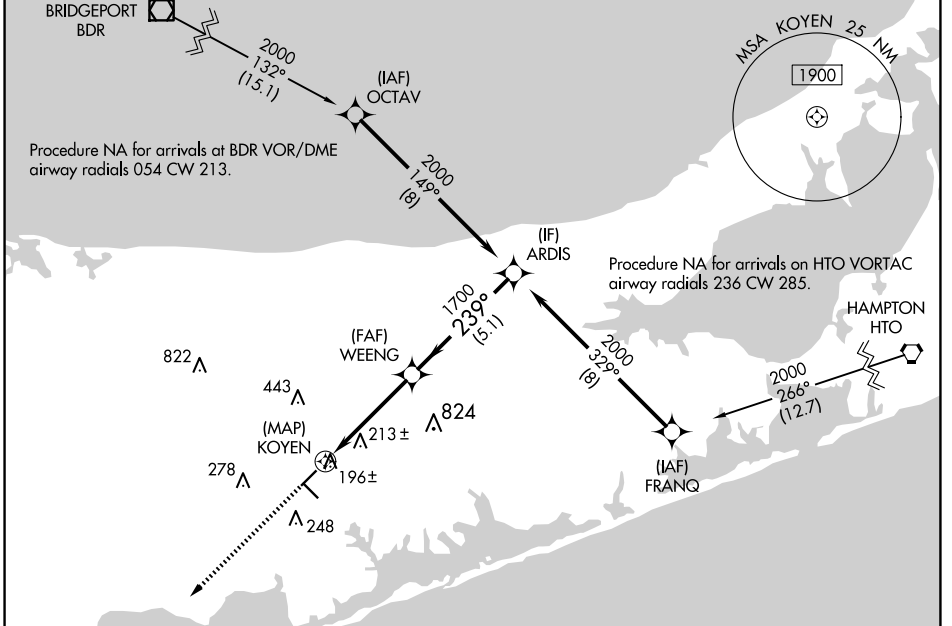 BRIDGEPORT
BDR
2000
132°
(15.1)
(IAF)
OCTAV
MSA KOYEN 25 NM
1900
Procedure NA for arrivals at BDR VOR/DME
airway radials 054 CW 213.
2000
149°
(8)
(IF)
ARDIS
Procedure NA for arrivals on HTO VORTAC
airway radials 236 CW 285.
HAMPTON
HTO
1700
239°
(5.1)
(FAF)
WEENG
2000
329°
(8)
2000
266°
(12.7)
822
443
824
(MAP)
KOYEN
213±
278
196±
(IAF)
FRANQ
248